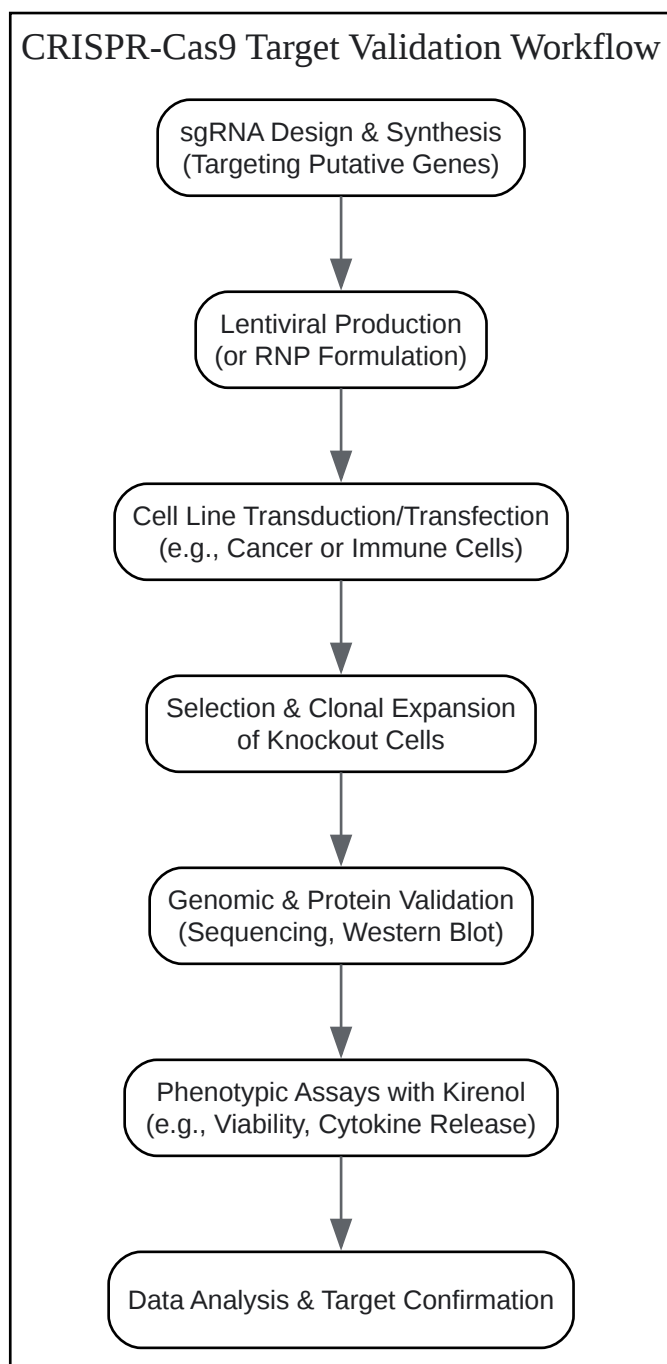 CRISPR-Cas9 Target Validation Workflow
sgRNA Design & Synthesis
(Targeting Putative Genes)
Lentiviral Production
(or RNP Formulation)
Cell Line Transduction/Transfection
(e.g., Cancer or Immune Cells)
Selection & Clonal Expansion
of Knockout Cells
Genomic & Protein Validation
(Sequencing, Western Blot)
Phenotypic Assays with Kirenol
(e.g., Viability, Cytokine Release)
Data Analysis & Target Confirmation